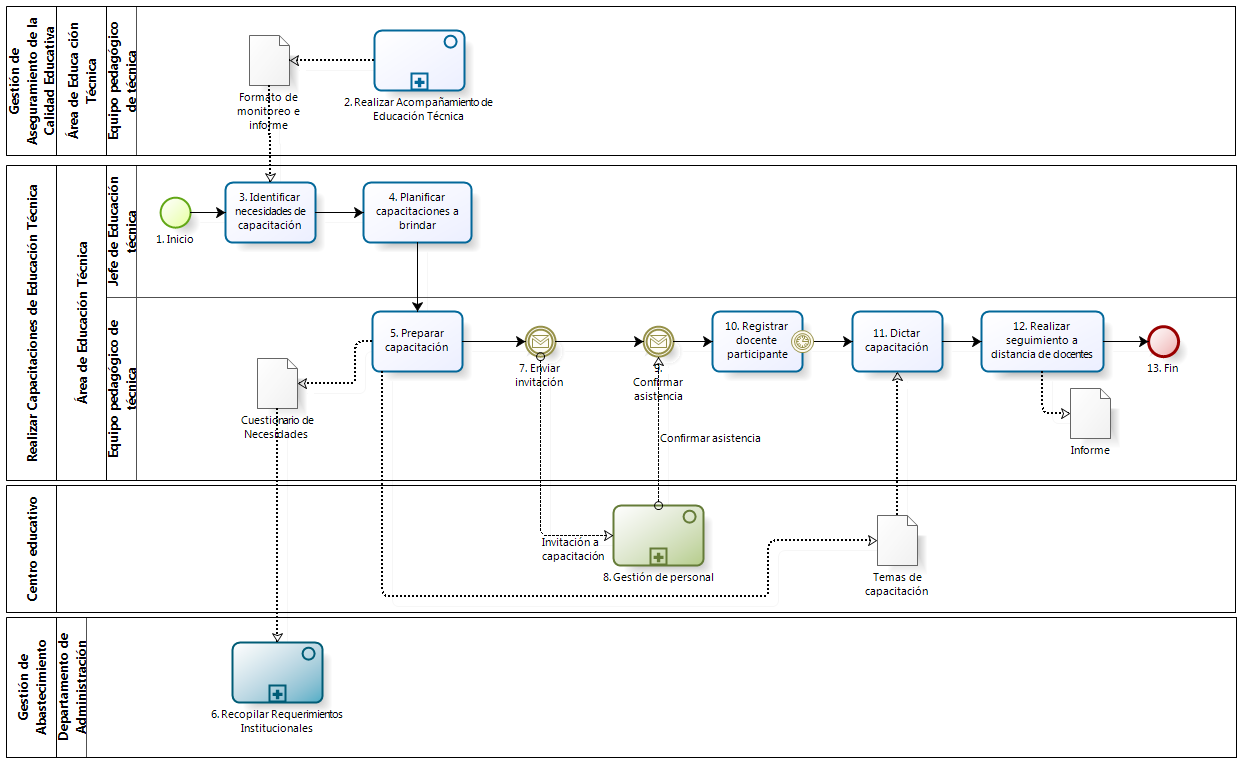 Gestión de
Aseguramiento de la
Calidad Educativa
Área de Educa ción
Técnica
Equipo pedagógico
de técnica
Formato de
monitoreo e
informe
2. Realizar Acompañamiento de
Educación Técnica
Realizar Capacitaciones de Educación Técnica
Área de Educación Técnica
Jefe de Educación
técnica
1. Inicio
3. Identificar
necesidades de
capacitación
4. Planificar
capacitaciones a
brindar
Equipo pedagógico de
técnica
5. Preparar
capacitación
7. Enviar
invitación
9.
Confirmar
asistencia
10. Registrar
docente
participante
11. Dictar
capacitación
12. Realizar
seguimiento a
distancia de docentes
13. Fin
Cuestionario de
Necesidades
Confirmar asistencia
Informe
Centro educativo
Invitación a
capacitación
8. Gestión de personal
Temas de
capacitación
Gestión de
Abastecimiento
Departamento de
Administración
6. Recopilar Requerimientos
Institucionales